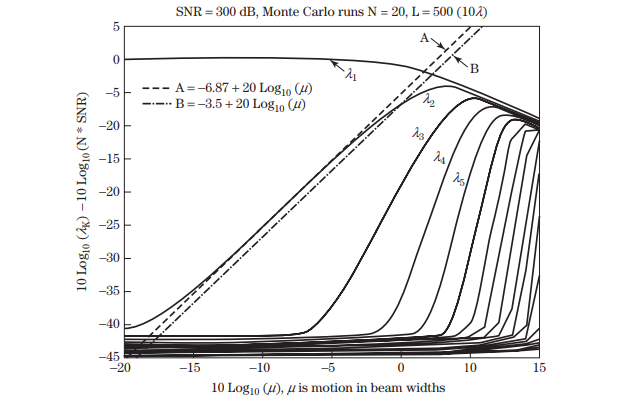 SNR = 300 dB, Monte Carlo runs N = 20, L = 500 (10λ)
10 Log₁₀ (λ_K) −10 Log₁₀ (N * SNR)
5
0
−5
−20
−15
−20
−25
−30
−35
−40
−45
A
B
λ₁
λ₂
λ₃
λ₄
λ₅
A = −6.87 + 20 Log₁₀ (μ)
B = −3.5 + 20 Log₁₀ (μ)
−20 −15 −10 −5 0 5 10 15
10 Log₁₀ (μ), μ is motion in beam widths